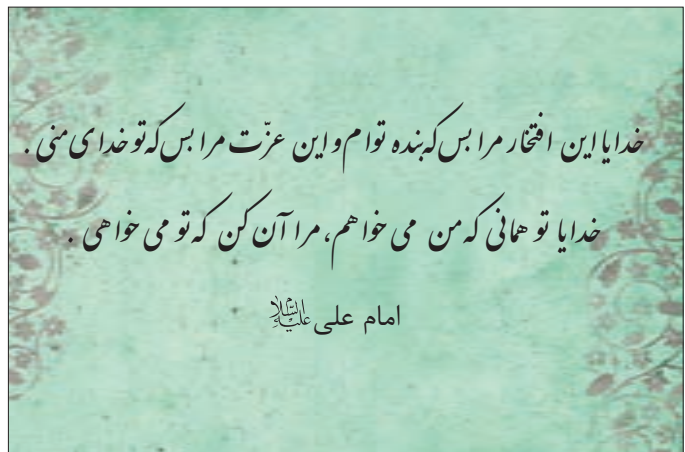 خدایا این افتخار مرا بس که بنده توام و این عزّت مرا بس که تو خدای منی .
خدایا تو همانی که من می خواهم، مرا آن کن که تو می خواهی .
امام علی علیه السلام